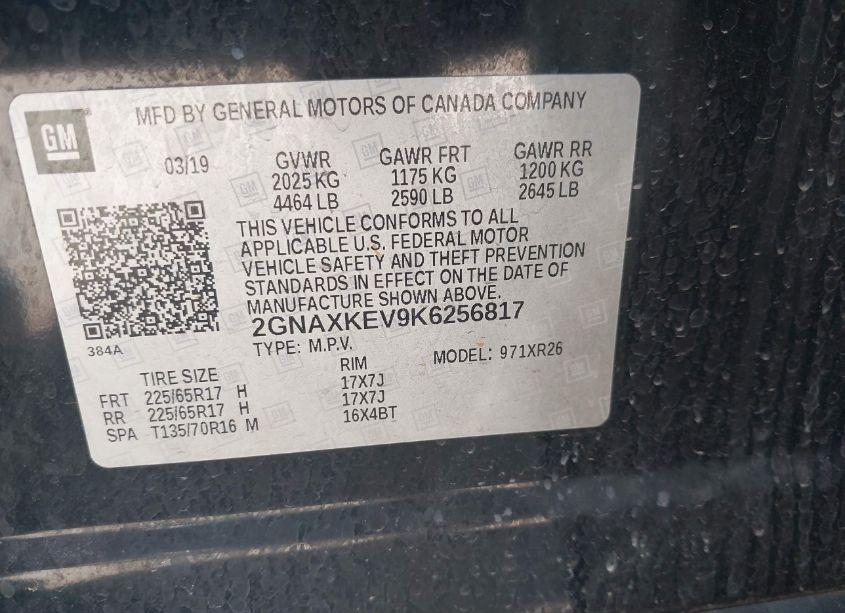 GM
MFD BY GENERAL MOTORS OF CANADA COMPANY
03/19 GVWR GAWR FRT GAWR RR
2025 KG 1175 KG 1200 KG
4464 LB 2590 LB 2645 LB
THIS VEHICLE CONFORMS TO ALL
APPLICABLE U.S. FEDERAL MOTOR
VEHICLE SAFETY AND THEFT PREVENTION
STANDARDS IN EFFECT ON THE DATE OF
MANUFACTURE SHOWN ABOVE.
2GNAXKEV9K6256817
384A
TYPE: M.P.V. MODEL: 971XR26
TIRE SIZE RIM
FRT 225/65R17 H 17X7J
RR 225/65R17 H 17X7J
SPA T135/70R16 M 16X4BT